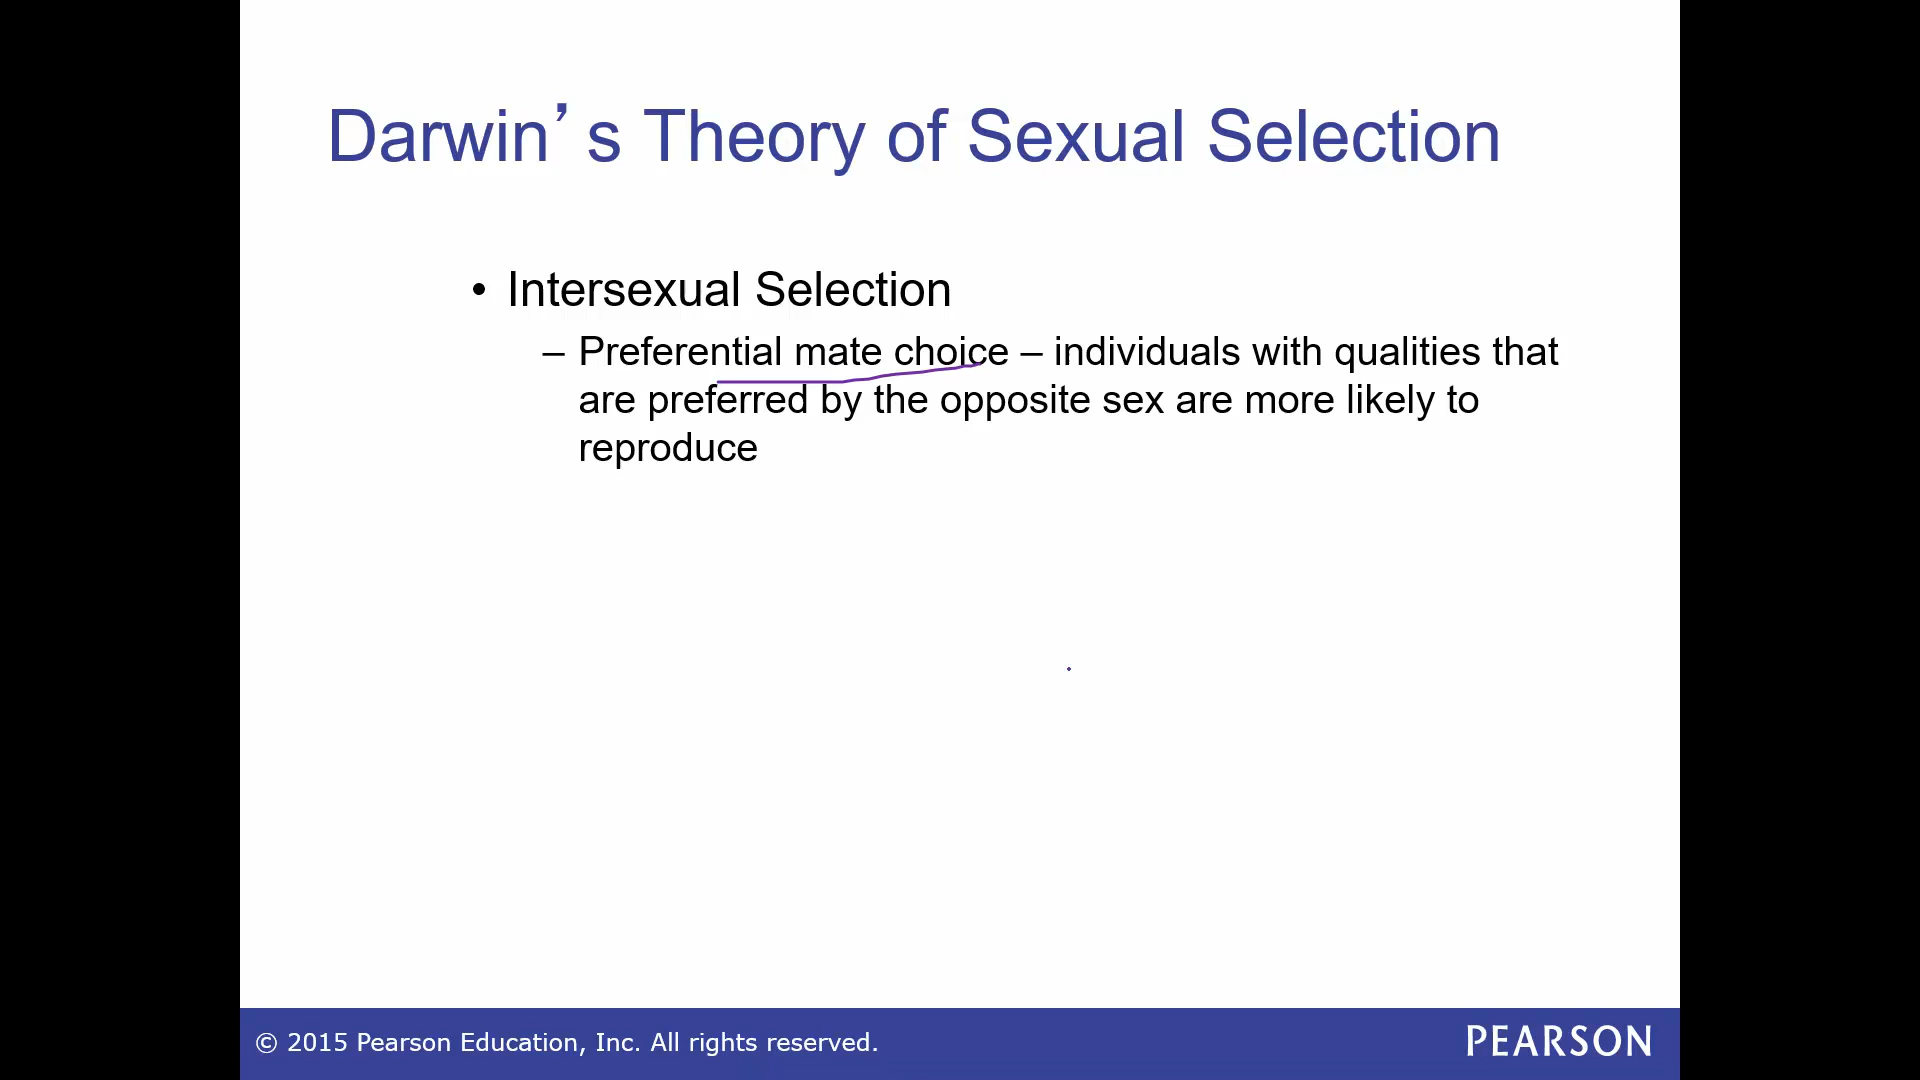 Darwin’s Theory of Sexual Selection
• Intersexual Selection
– Preferential mate choice – individuals with qualities that
are preferred by the opposite sex are more likely to
reproduce
© 2015 Pearson Education, Inc. All rights reserved.
PEARSON